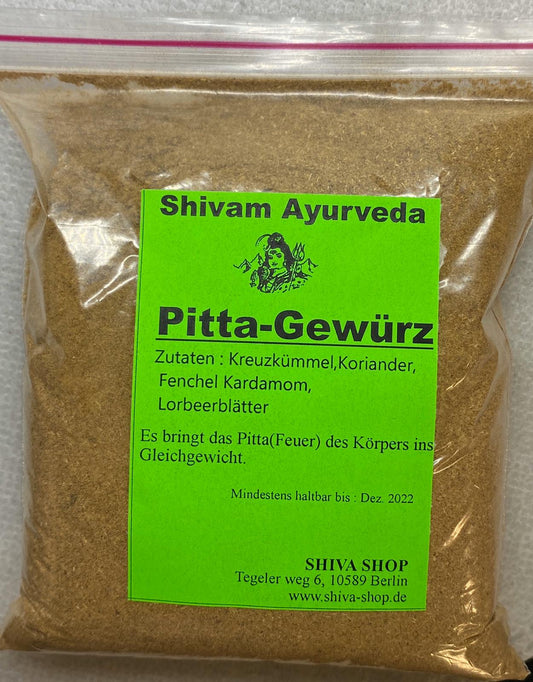 Shivam Ayurveda
Pitta-Gewürz
Zutaten : Kreuzkümmel,Koriander,
Fenchel Kardamom,
Lorbeerblätter
Es bringt das Pitta(Feuer) des Körpers ins
Gleichgewicht.
Mindestens haltbar bis : Dez. 2022
SHIVA SHOP
Tegeler weg 6, 10589 Berlin
www.shiva-shop.de